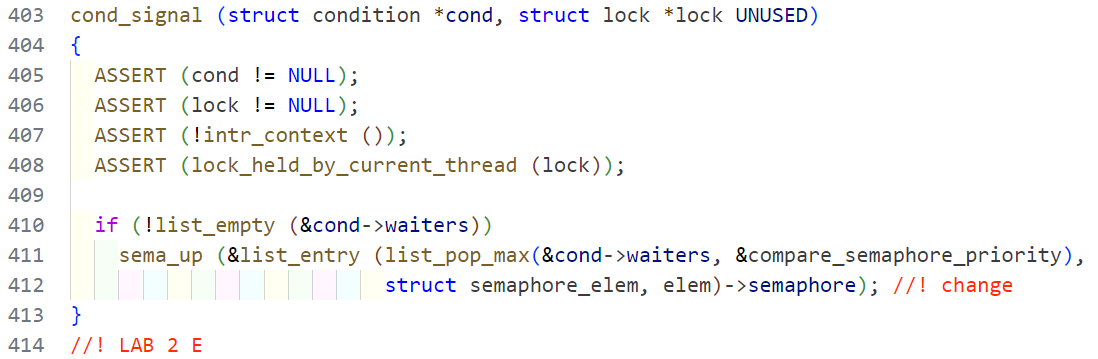 403 cond_signal (struct condition *cond, struct lock *lock UNUSED)
404 {
405   ASSERT (cond != NULL);
406   ASSERT (lock != NULL);
407   ASSERT (!intr_context ());
408   ASSERT (lock_held_by_current_thread (lock));
409
410   if (!list_empty (&cond->waiters))
411     sema_up (&list_entry (list_pop_max(&cond->waiters, &compare_semaphore_priority),
412                           struct semaphore_elem, elem)->semaphore); //! change
413 }
414 //! LAB 2 E